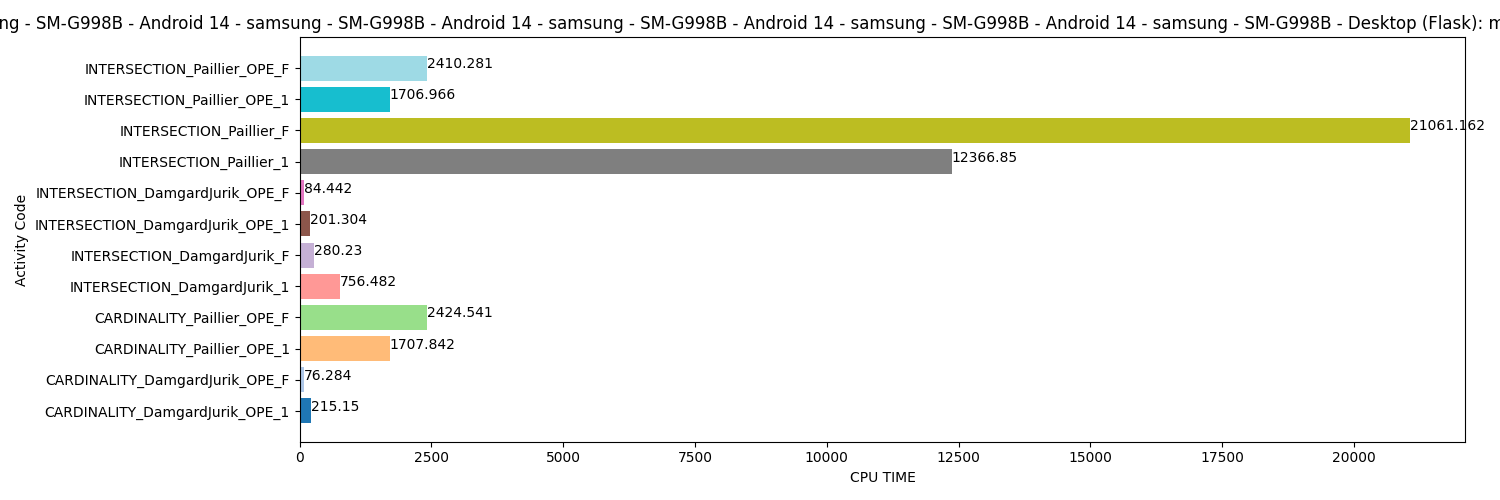 - SM-G998B - Android 14 - samsung - SM-G998B - Android 14 - samsung - SM-G998B - Android 14 - samsung - SM-G998B - Android 14 - samsung - SM-G998B - Desktop (Flask):
INTERSECTION_Paillier_OPE_F 2410.281
INTERSECTION_Paillier_OPE_1 1706.966
INTERSECTION_Paillier_F 21061.162
INTERSECTION_Paillier_1 12366.85
INTERSECTION_DamgardJurik_OPE_F 84.442
INTERSECTION_DamgardJurik_OPE_1 201.304
INTERSECTION_DamgardJurik_F 280.23
INTERSECTION_DamgardJurik_1 756.482
CARDINALITY_Paillier_OPE_F 2424.541
CARDINALITY_Paillier_OPE_1 1707.842
CARDINALITY_DamgardJurik_OPE_F 76.284
CARDINALITY_DamgardJurik_OPE_1 215.15
Activity Code
0 2500 5000 7500 10000 12500 15000 17500 20000
CPU TIME